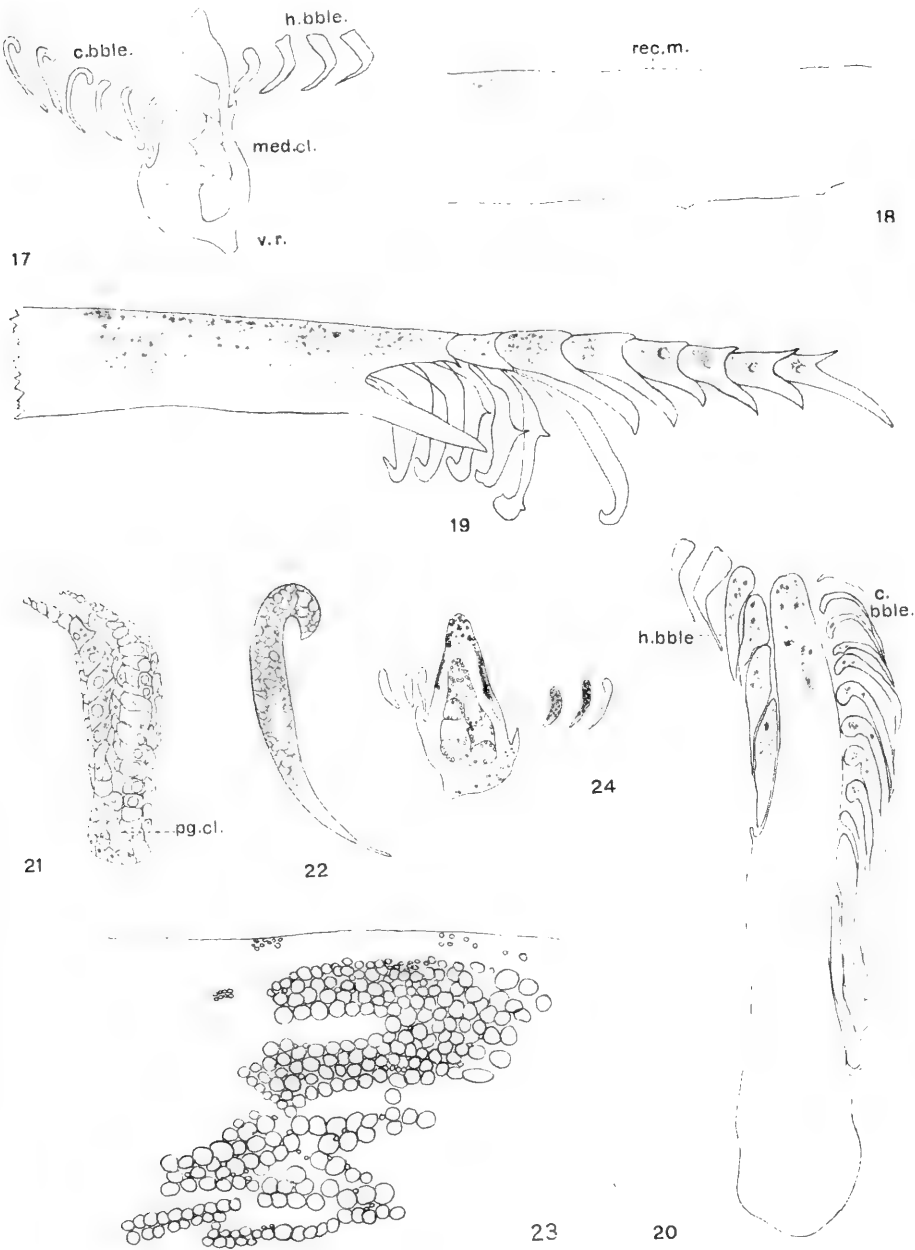 h.bble.
c.bble.
rec.m.
med.cl.
v.r.
17
18
19
c.
bble.
h.bble
pg.cl.
21
22
24
23
20